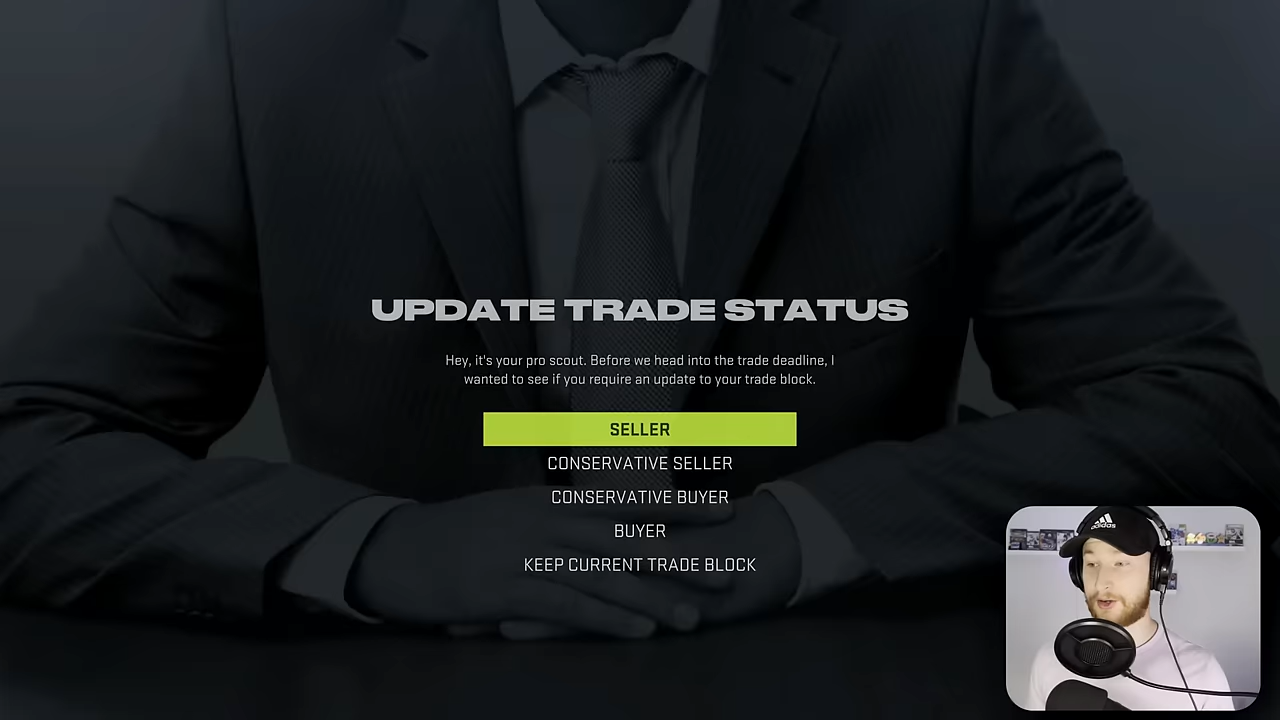 UPDATE TRADE STATUS
Hey, it's your pro scout. Before we head into the trade deadline, I
wanted to see if you require an update to your trade block.
SELLER
CONSERVATIVE SELLER
CONSERVATIVE BUYER
BUYER
KEEP CURRENT TRADE BLOCK
adidas